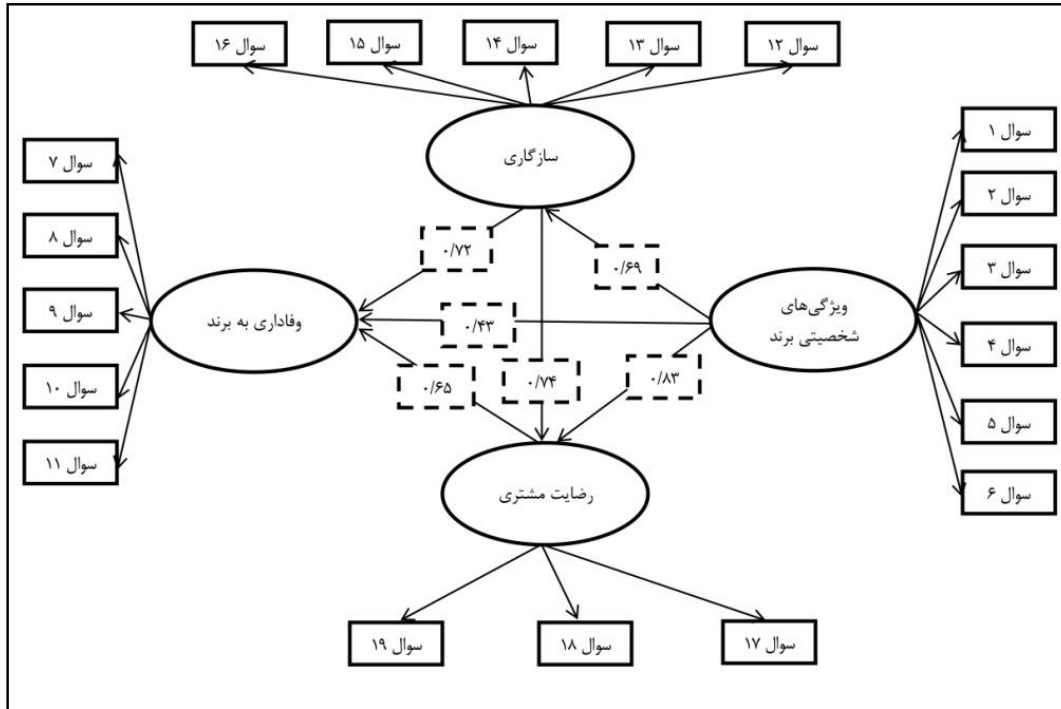 سوال ۱۶
سوال ۱۵
سوال ۱۴
سوال ۱۳
سوال ۱۲
سازگاری
سوال ۱
سوال ۲
سوال ۳
سوال ۴
سوال ۵
سوال ۶
ویژگی‌های
شخصیتی برند
سوال ۷
سوال ۸
سوال ۹
سوال ۱۰
سوال ۱۱
وفاداری به برند
۰/۷۲
۰/۶۹
۰/۴۳
۰/۶۵
۰/۷۴
۰/۸۳
رضایت مشتری
سوال ۱۹
سوال ۱۸
سوال ۱۷